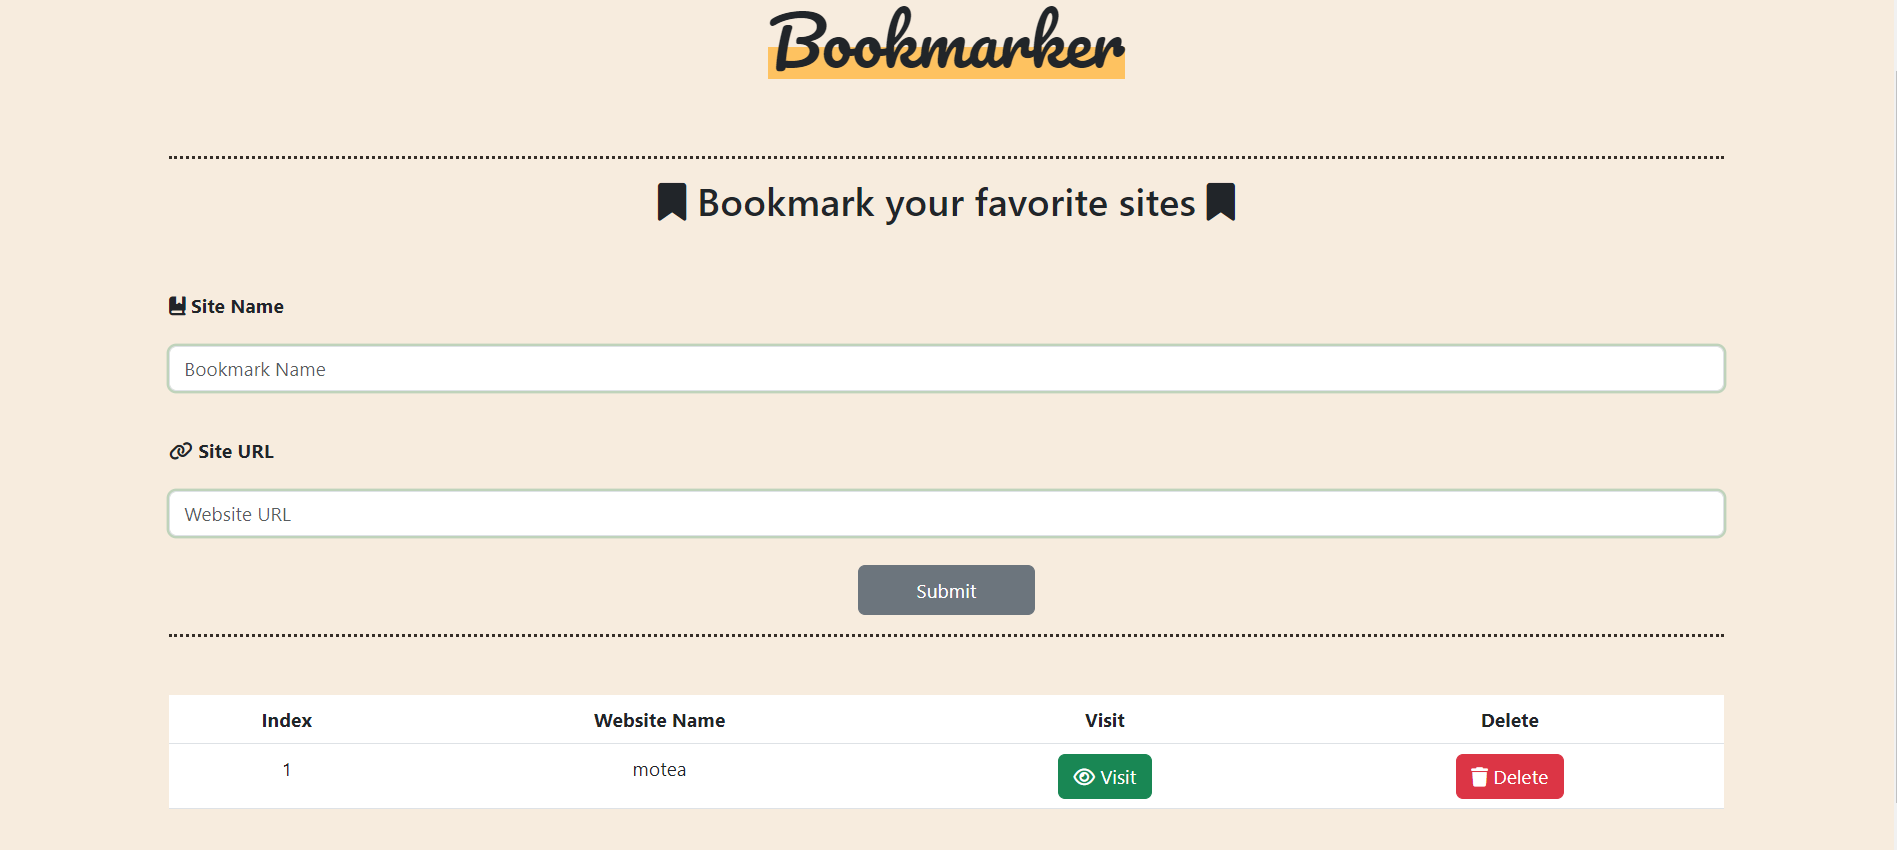 Bookmarker
Bookmark your favorite sites
Site Name
Bookmark Name
Site URL
Website URL
Submit
Index Website Name Visit Delete
1 motea Visit Delete